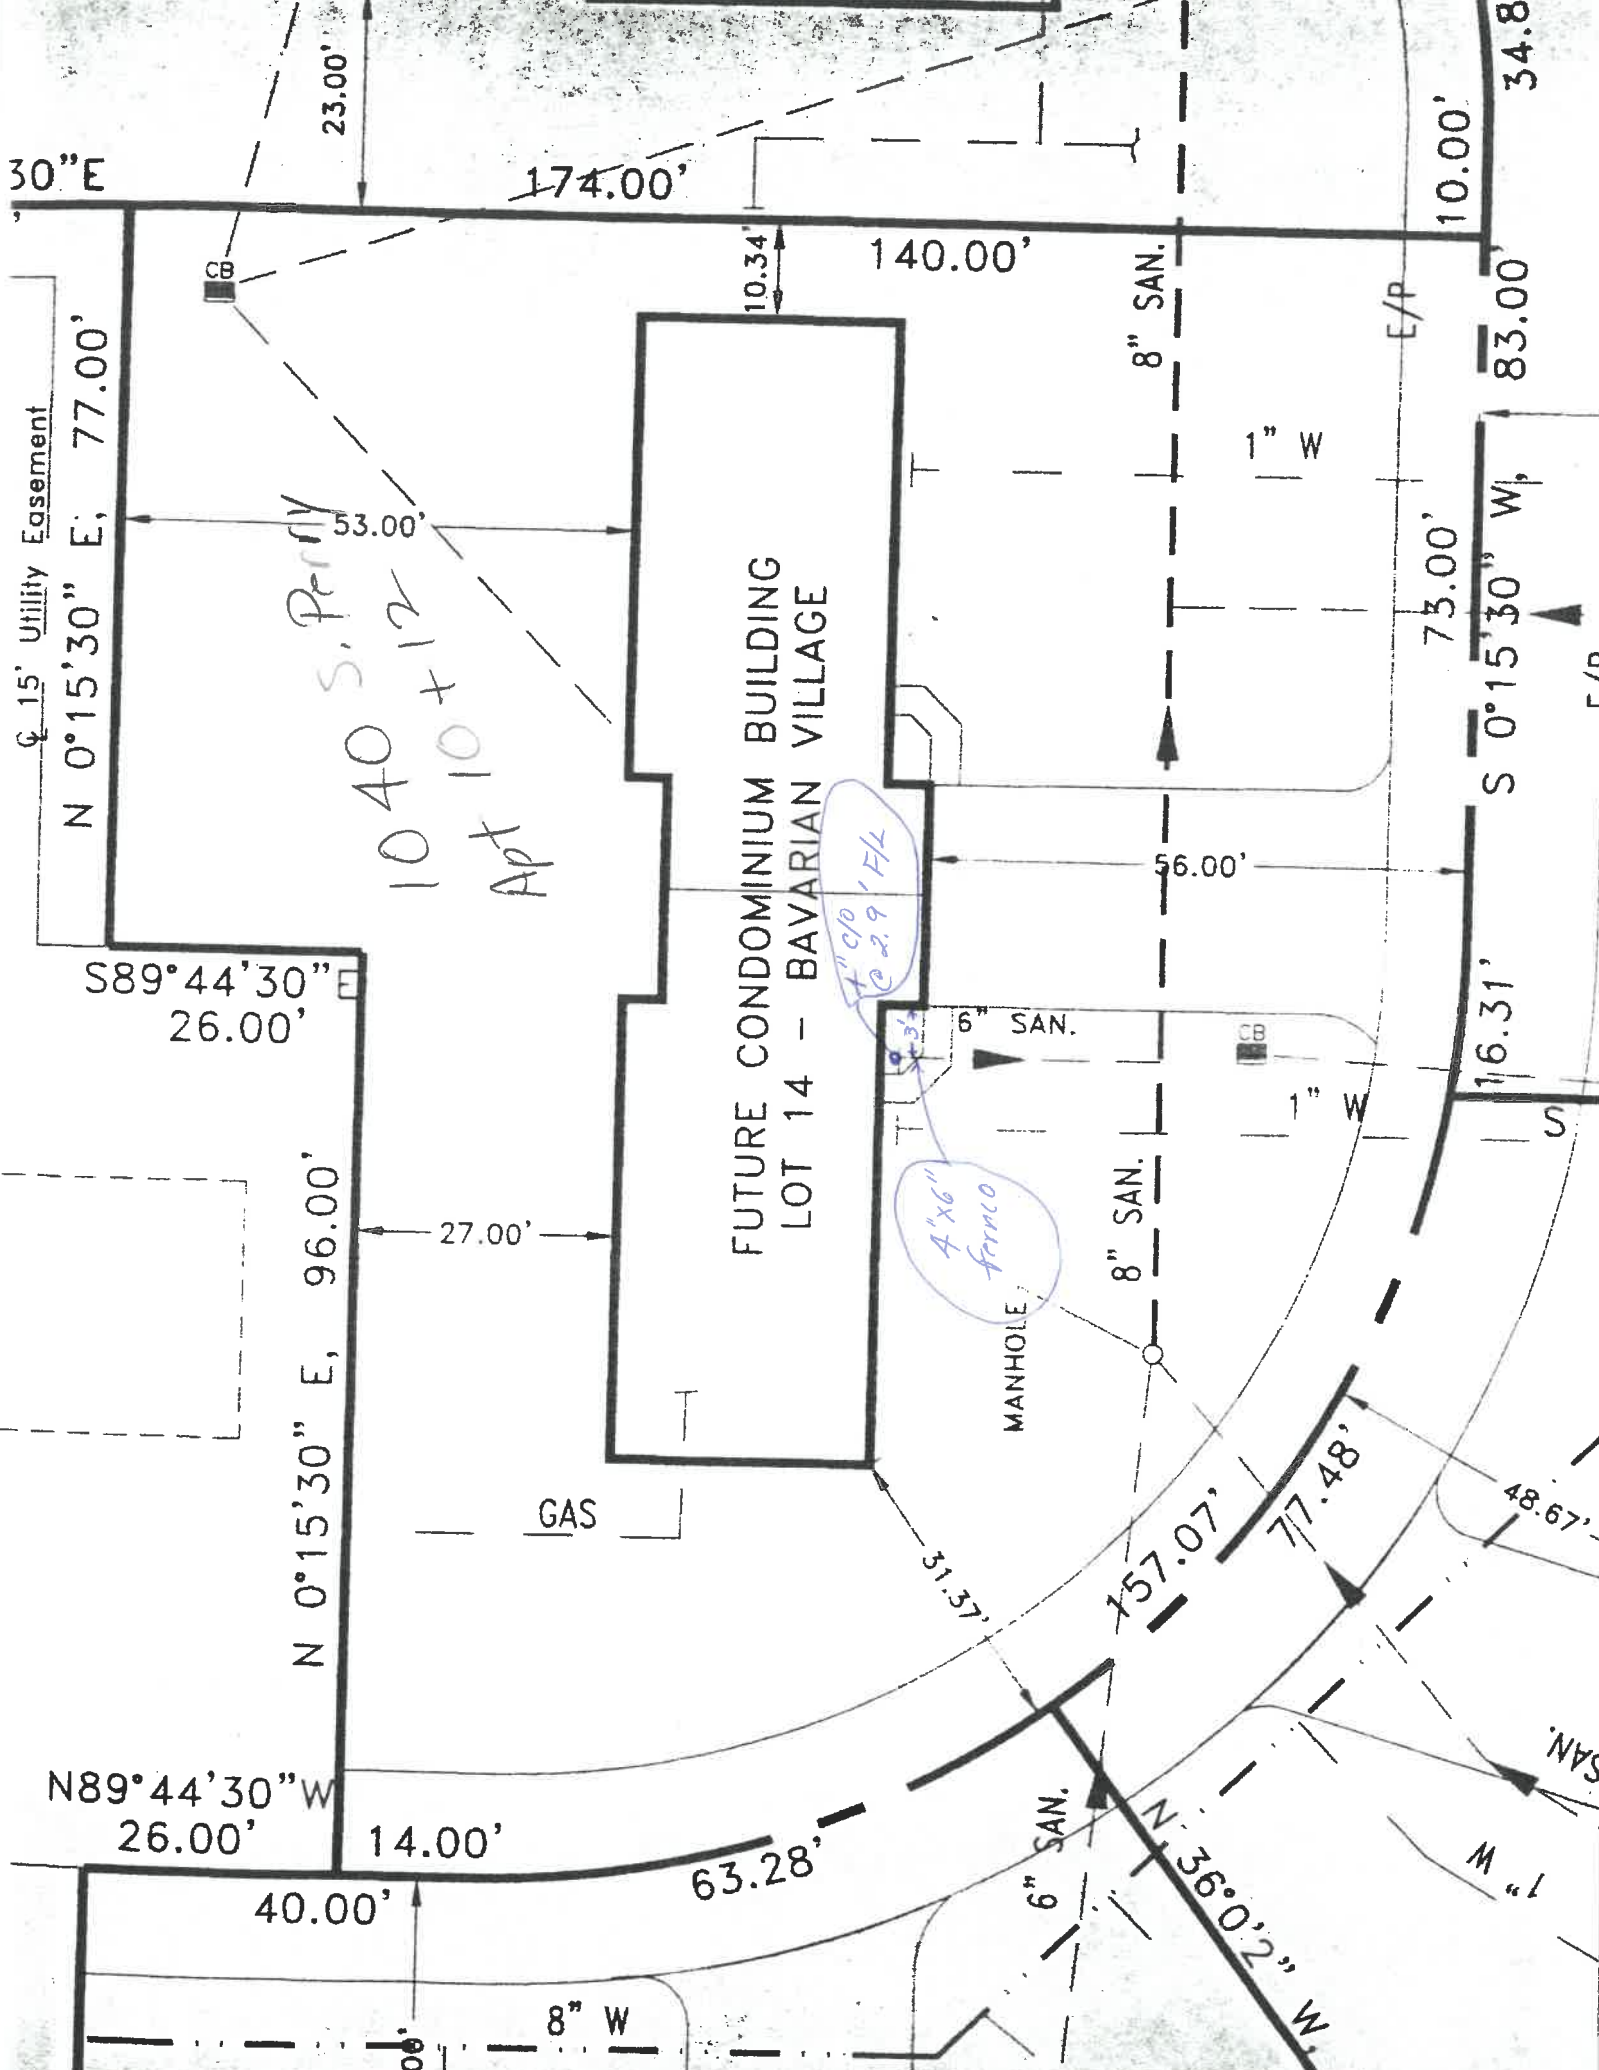 34.8
23.00'
10.00'
30"E
174.00'
10.34'
140.00'
8" SAN.
CB
E/P
83.00'
N 0°15'30" E, 77.00'
℄ 15' Utility Easement
1" W
53.00'
73.00'
S 0°15'30" W,
1040 S. Perry
Apt 10 + 12
FUTURE CONDOMINIUM BUILDING
LOT 14 - BAVARIAN VILLAGE
56.00'
4" c/o
@ 2.9' F/L
S89°44'30"
E
26.00'
6" SAN.
3'±
CB
16.31'
1" W
S
4"x6"
fernco
8" SAN.
27.00'
N 0°15'30" E, 96.00'
MANHOLE
GAS
31.37'
157.07'
77.48'
48.67'
SAN.
N89°44'30"W
26.00'
14.00'
63.28'
40.00'
6" SAN.
N 36°0'2" W,
1" W
8" W